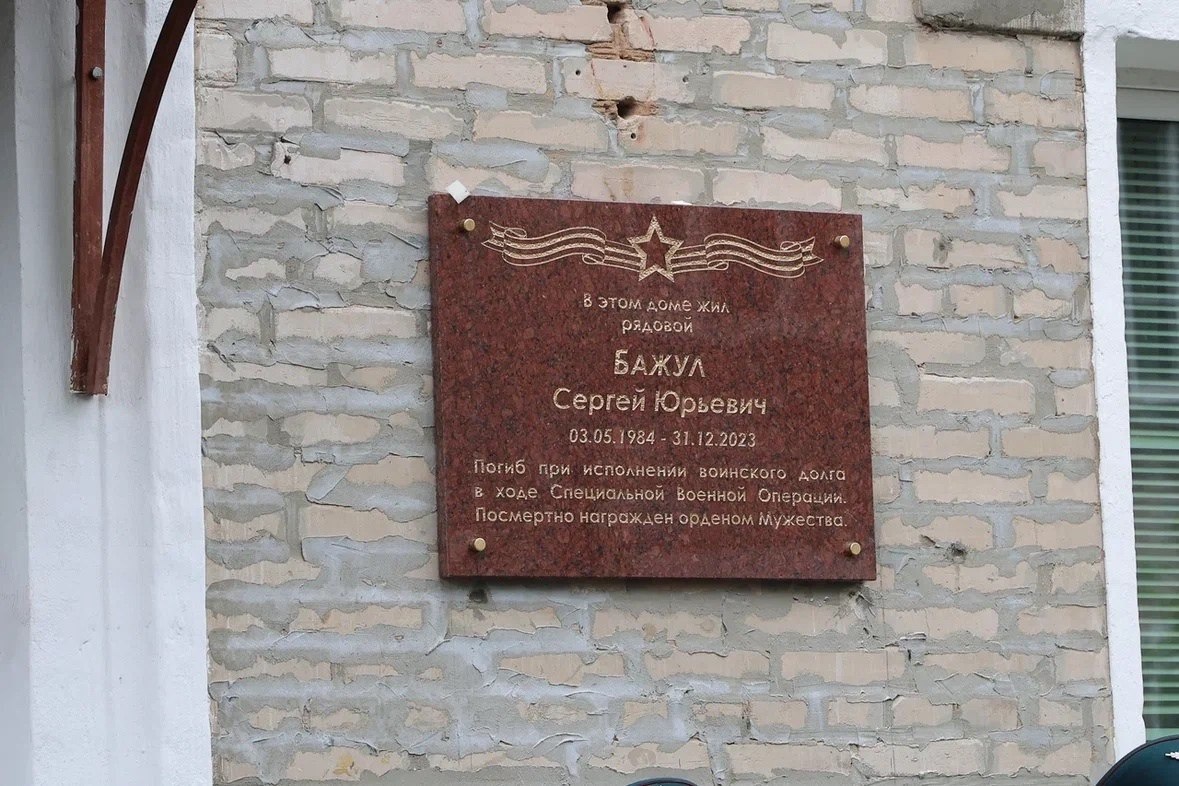 В этом доме жил
рядовой
БАЖУЛ
Сергей Юрьевич
03.05.1984 - 31.12.2023
Погиб при исполнении воинского долга
в ходе Специальной Военной Операции.
Посмертно награжден орденом Мужества.